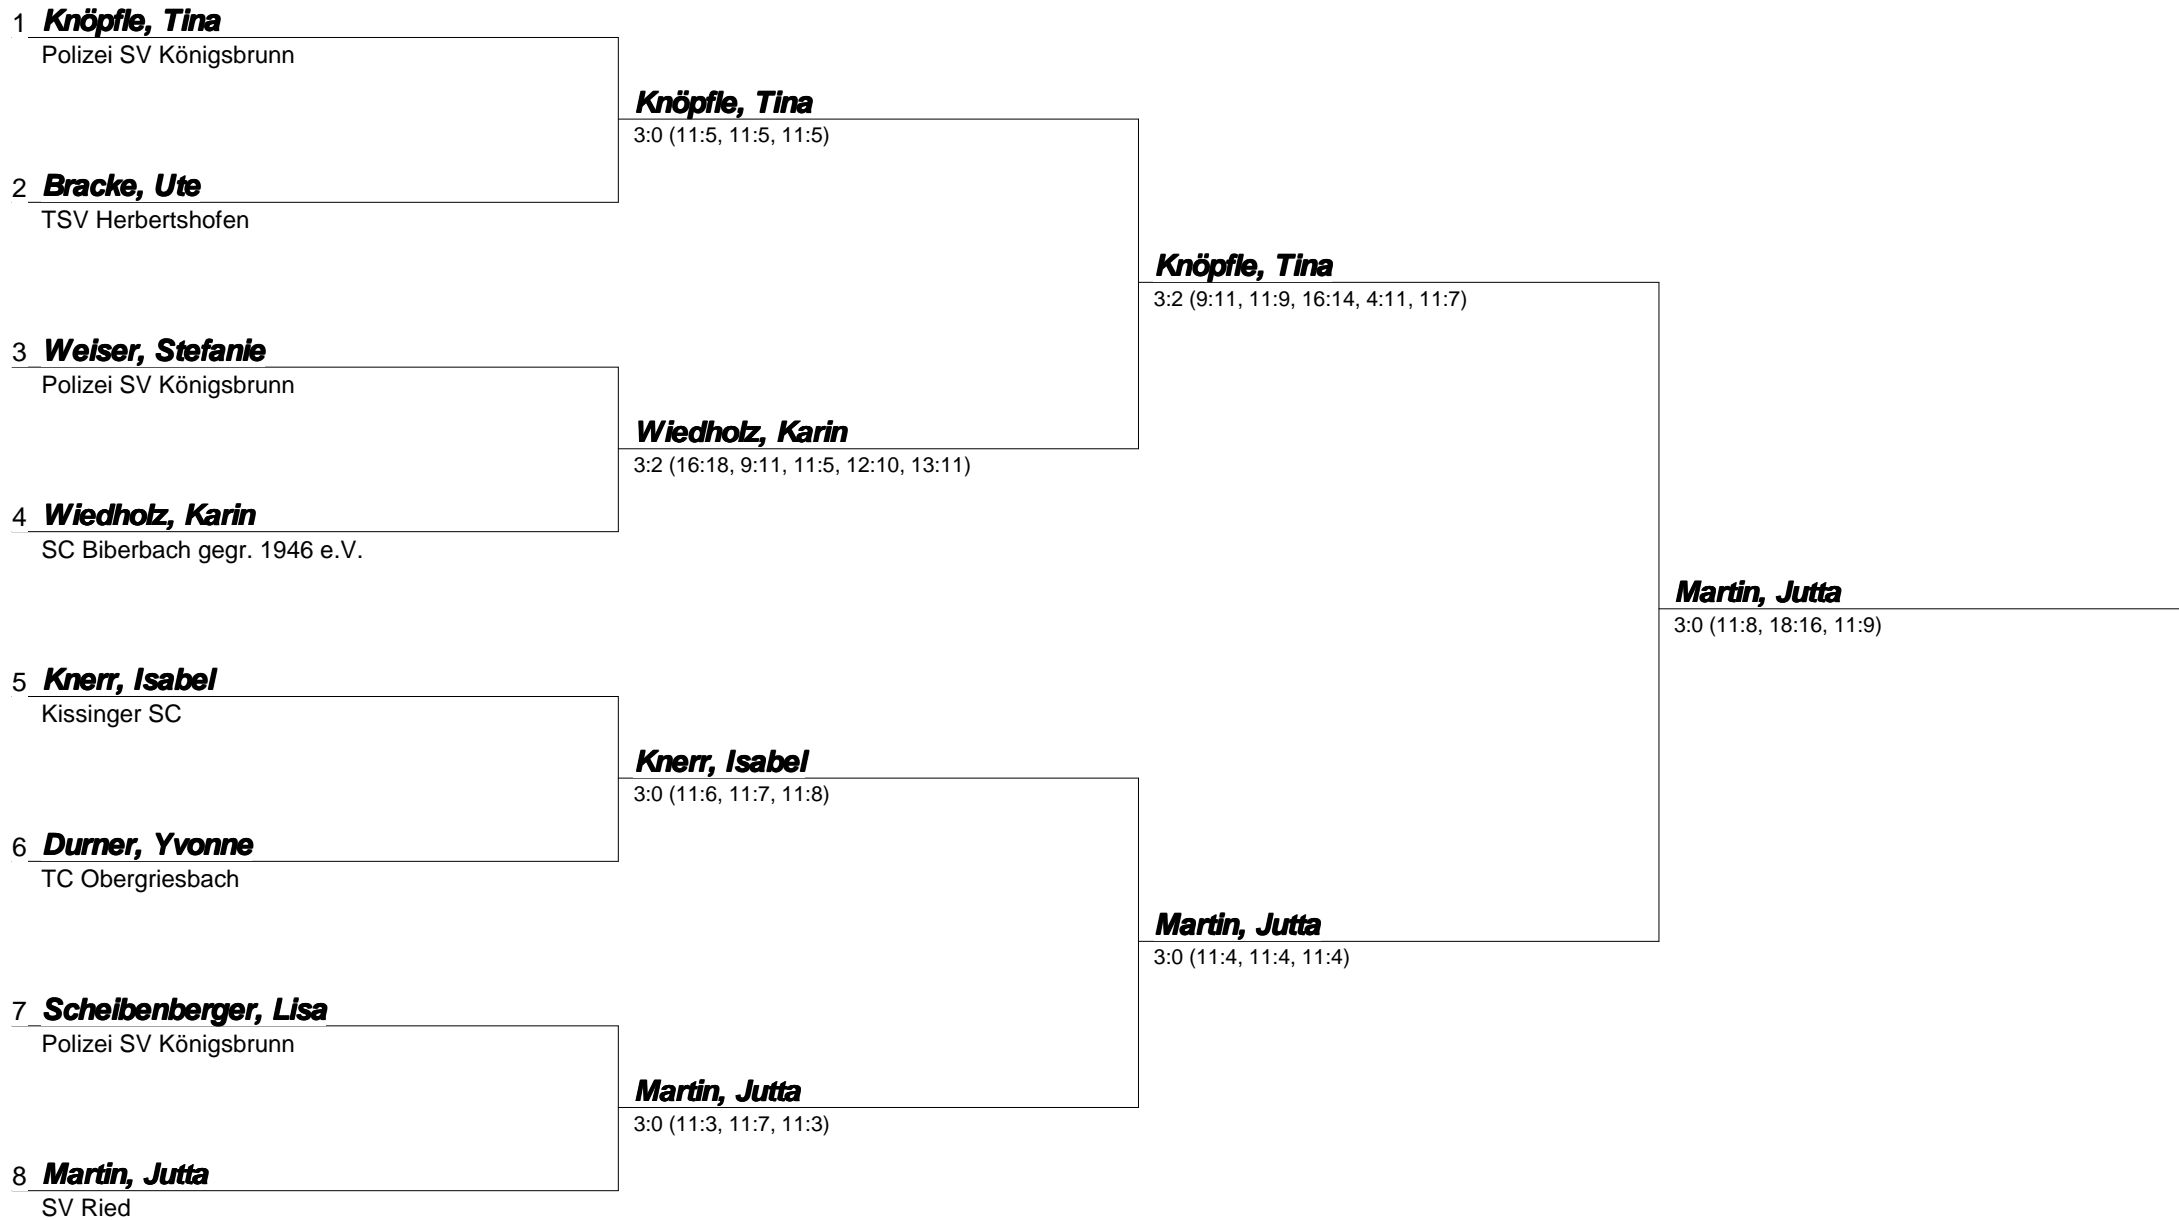 1 Knöpfle, Tina
Polizei SV Königsbrunn
Knöpfle, Tina
3:0 (11:5, 11:5, 11:5)
2 Bracke, Ute
TSV Herbertshofen
Knöpfle, Tina
3:2 (9:11, 11:9, 16:14, 4:11, 11:7)
3 Weiser, Stefanie
Polizei SV Königsbrunn
Wiedholz, Karin
3:2 (16:18, 9:11, 11:5, 12:10, 13:11)
4 Wiedholz, Karin
SC Biberbach gegr. 1946 e.V.
Martin, Jutta
3:0 (11:8, 18:16, 11:9)
5 Knerr, Isabel
Kissinger SC
Knerr, Isabel
3:0 (11:6, 11:7, 11:8)
6 Durner, Yvonne
TC Obergriesbach
Martin, Jutta
3:0 (11:4, 11:4, 11:4)
7 Scheibenberger, Lisa
Polizei SV Königsbrunn
Martin, Jutta
3:0 (11:3, 11:7, 11:3)
8 Martin, Jutta
SV Ried